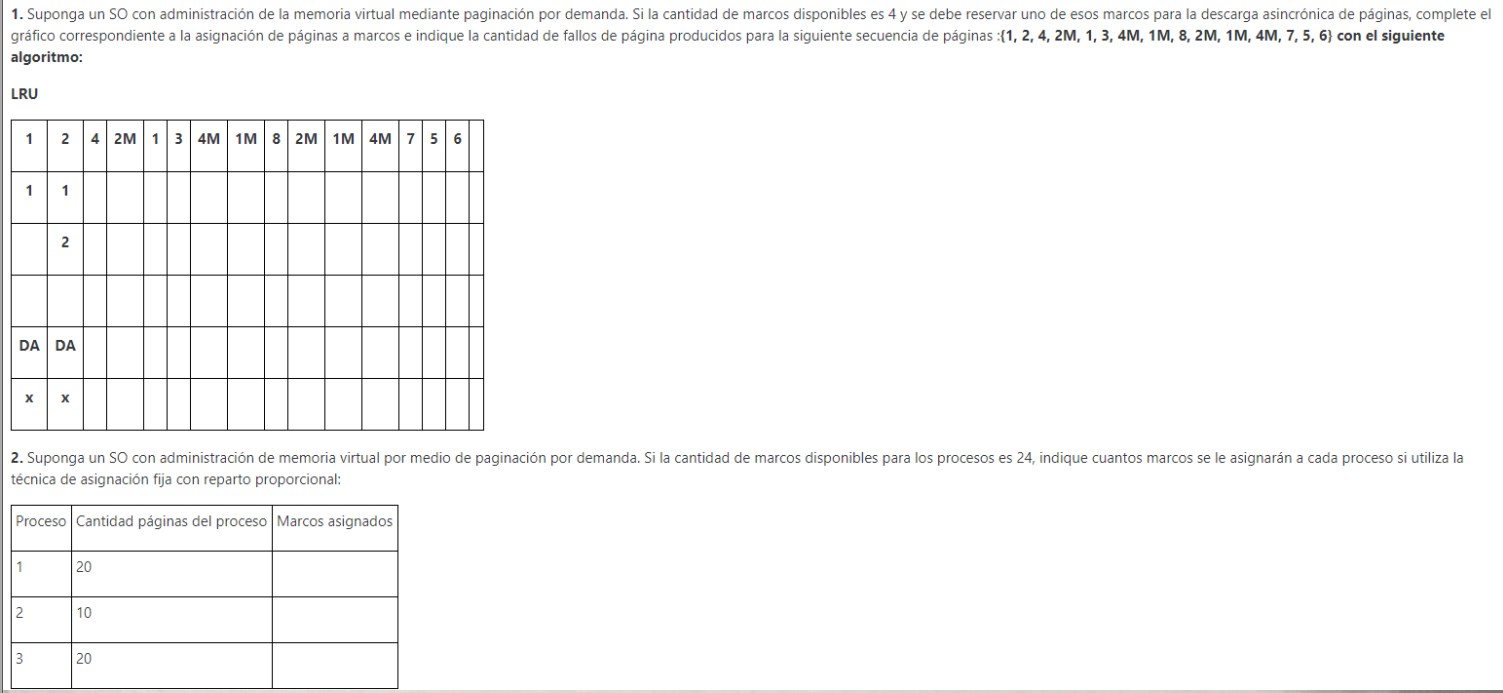 1. Suponga un SO con administración de la memoria virtual mediante paginación por demanda. Si la cantidad de marcos disponibles es 4 y se debe reservar uno de esos marcos para la descarga asincrónica de páginas, complete el
gráfico correspondiente a la asignación de páginas a marcos e indique la cantidad de fallos de página producidos para la siguiente secuencia de páginas :{1, 2, 4, 2M, 1, 3, 4M, 1M, 8, 2M, 1M, 4M, 7, 5, 6} con el siguiente
algoritmo:
LRU
1 2 4 2M 1 3 4M 1M 8 2M 1M 4M 7 5 6
1 1
2
DA DA
x x
2. Suponga un SO con administración de memoria virtual por medio de paginación por demanda. Si la cantidad de marcos disponibles para los procesos es 24, indique cuantos marcos se le asignarán a cada proceso si utiliza la
técnica de asignación fija con reparto proporcional:
Proceso Cantidad páginas del proceso Marcos asignados
1 20
2 10
3 20